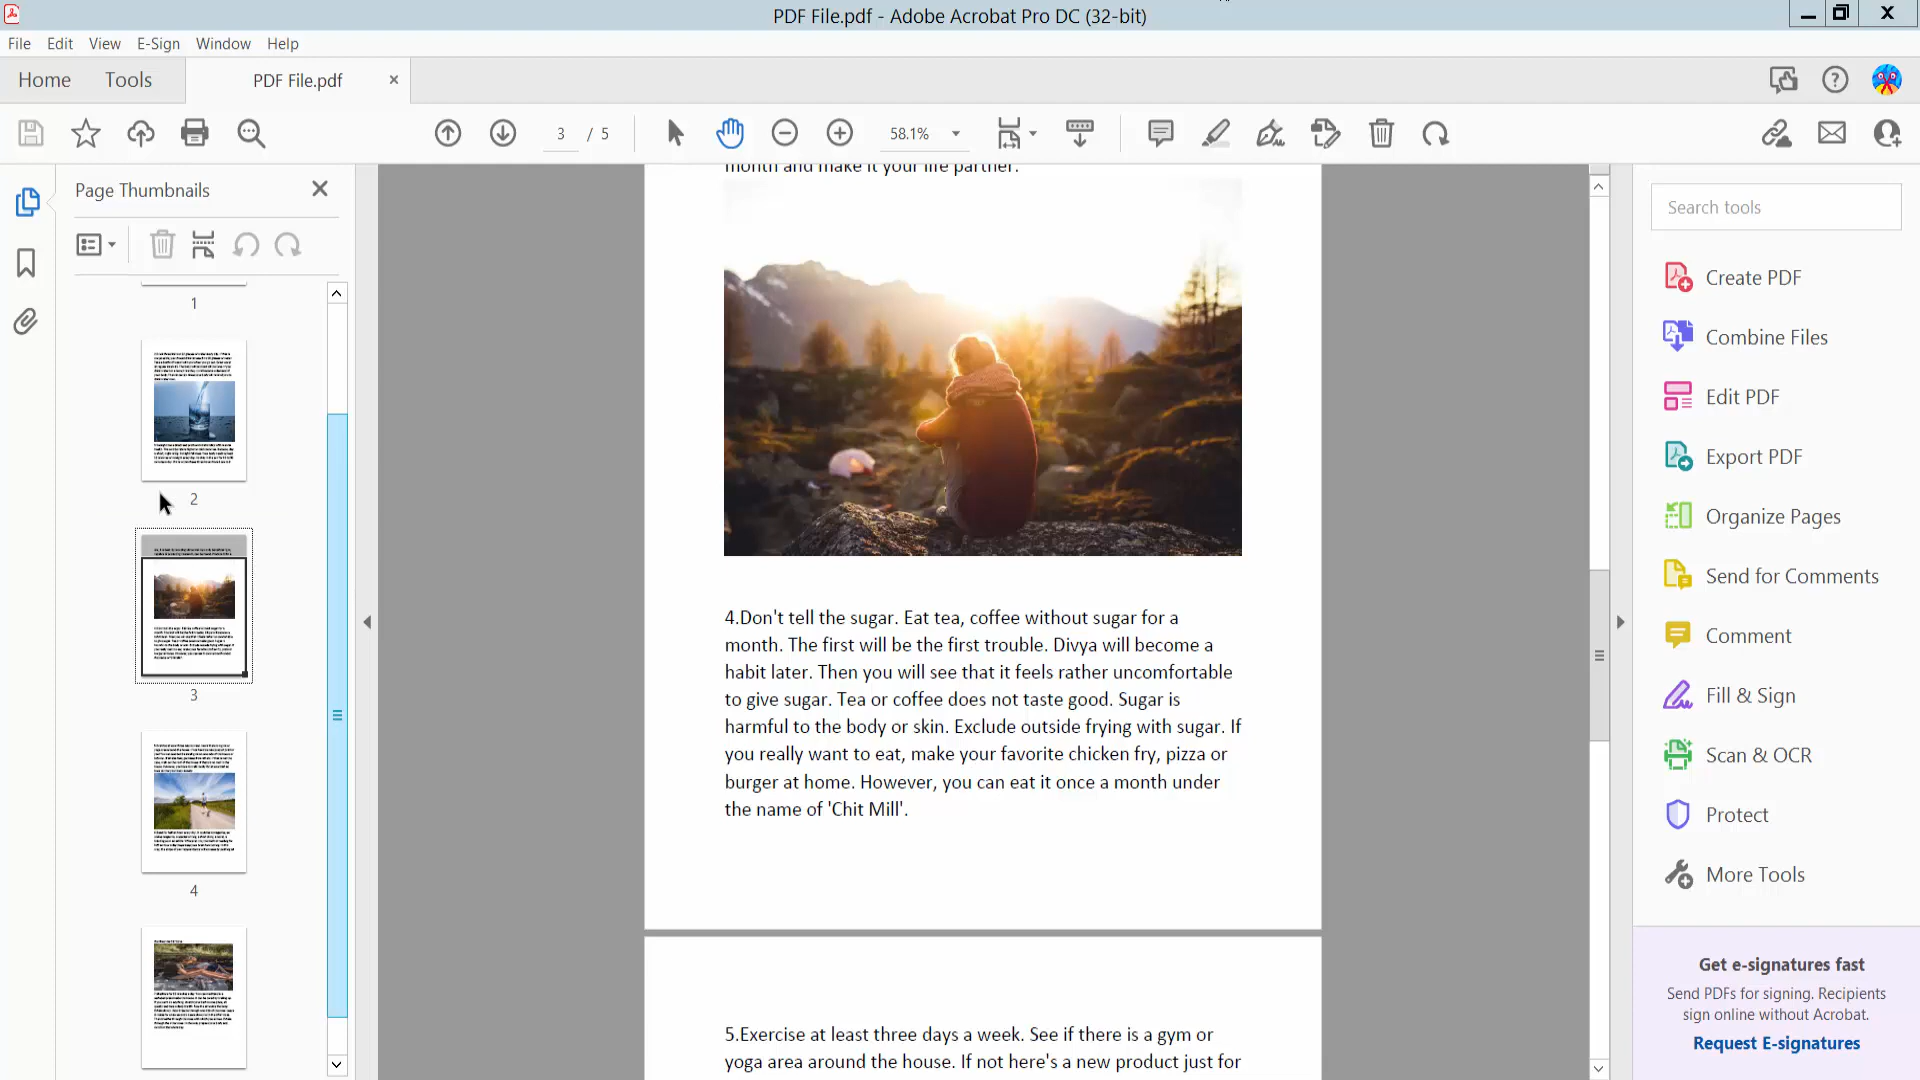 PDF File.pdf - Adobe Acrobat Pro DC (32-bit)
File Edit View E-Sign Window Help
Home Tools PDF File.pdf
3 / 5 58.1%
Page Thumbnails
1
2
3
4
month and make it your life partner.
4.Don't tell the sugar. Eat tea, coffee without sugar for a
month. The first will be the first trouble. Divya will become a
habit later. Then you will see that it feels rather uncomfortable
to give sugar. Tea or coffee does not taste good. Sugar is
harmful to the body or skin. Exclude outside frying with sugar. If
you really want to eat, make your favorite chicken fry, pizza or
burger at home. However, you can eat it once a month under
the name of 'Chit Mill'.
5.Exercise at least three days a week. See if there is a gym or
yoga area around the house. If not here's a new product just for
Search tools
Create PDF
Combine Files
Edit PDF
Export PDF
Organize Pages
Send for Comments
Comment
Fill & Sign
Scan & OCR
Protect
More Tools
Get e-signatures fast
Send PDFs for signing. Recipients
sign online without Acrobat.
Request E-signatures